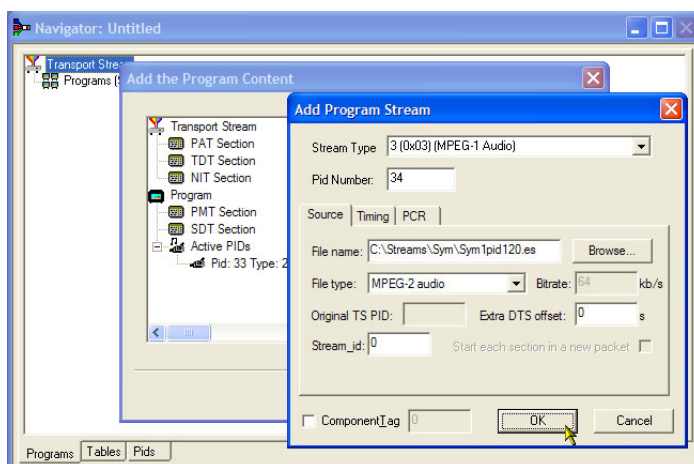 Navigator: Untitled
Transport Stre
Programs (
Add the Program Content
Transport Stream
PAT Section
TDT Section
NIT Section
Program
PMT Section
SDT Section
Active PIDs
Pid: 33 Type: 2
Add Program Stream
Stream Type 3 (0x03) (MPEG-1 Audio)
Pid Number: 34
Source Timing PCR
File name: C:\Streams\Sym\Sym1pid120.es Browse...
File type: MPEG-2 audio Bitrate: 64 kb/s
Original TS PID: Extra DTS offset: 0 s
Stream_id: 0 Start each section in a new packet
ComponentTag 0 OK Cancel
Programs Tables Pids